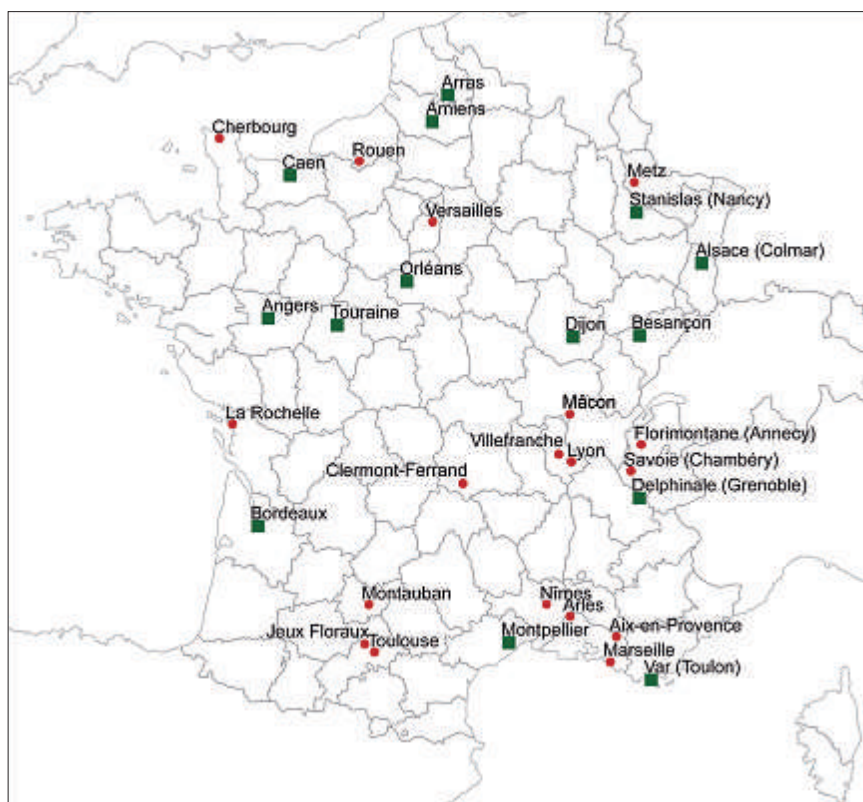 Arras
Amiens
Cherbourg
Rouen
Caen
Metz
Stanislas (Nancy)
Versailles
Alsace (Colmar)
Orléans
Angers
Touraine
Dijon
Besançon
Mâcon
La Rochelle
Villefranche
Florimontane (Annecy)
Lyon
Savoie (Chambéry)
Clermont-Ferrand
Delphinale (Grenoble)
Bordeaux
Montauban
Nîmes
Arles
Jeux Floraux
Toulouse
Montpellier
Aix-en-Provence
Marseille
Var (Toulon)